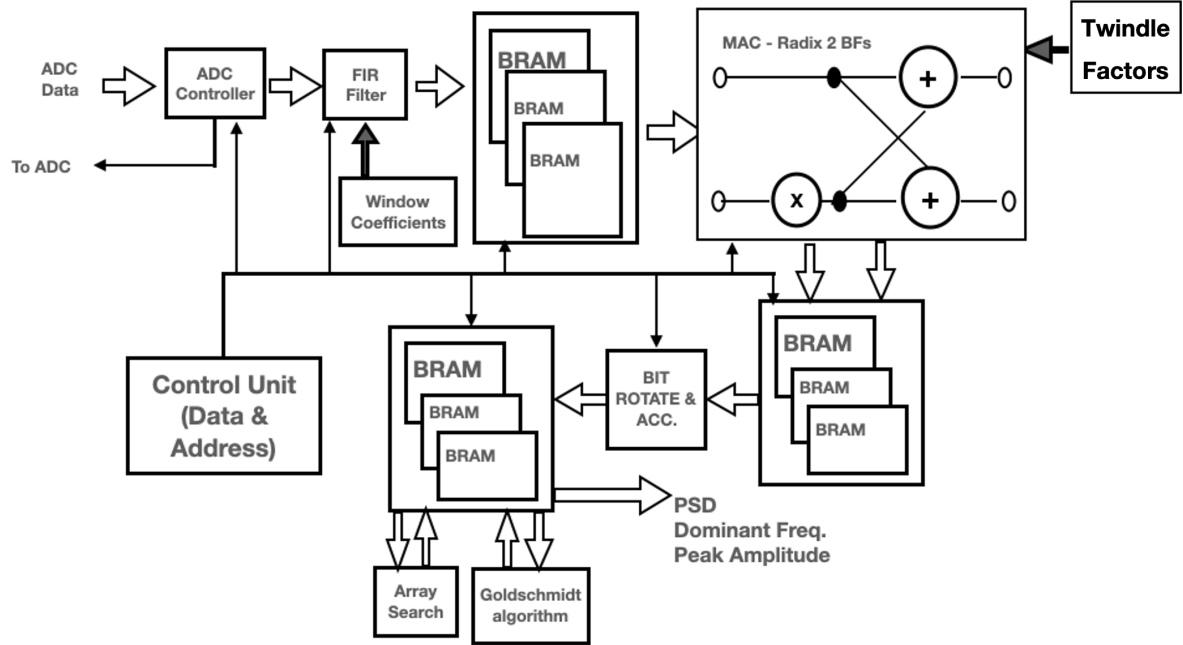 ADC
Data
ADC
Controller
To ADC
FIR
Filter
Window
Coefficients
BRAM
BRAM
BRAM
MAC - Radix 2 BFs
+
x
+
Twindle
Factors
Control Unit
(Data &
Address)
BRAM
BRAM
BRAM
BIT
ROTATE &
ACC.
BRAM
BRAM
BRAM
PSD
Dominant Freq.
Peak Amplitude
Array
Search
Goldschmidt
algorithm